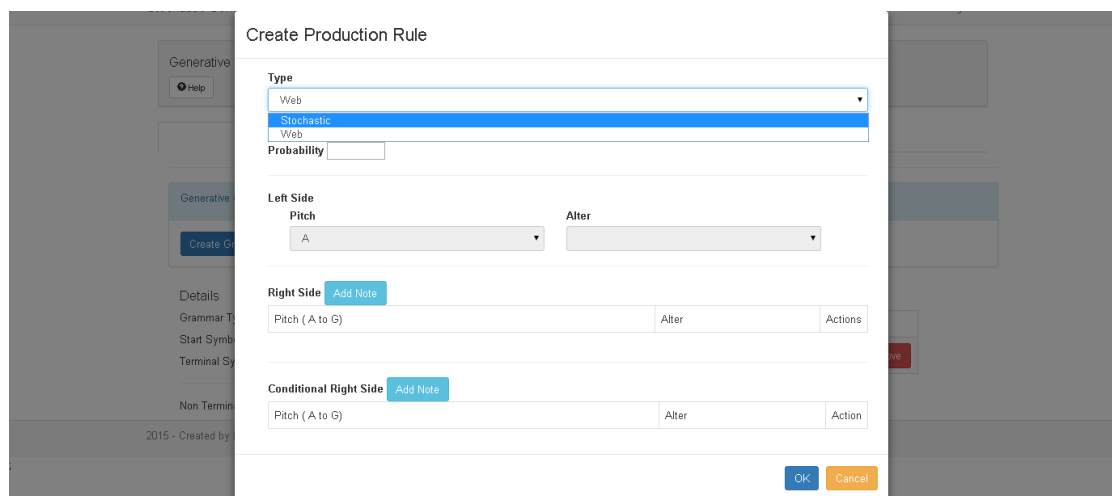 Create Production Rule
Generative
Help
Type
Web
Stochastic
Web
Probability
Left Side
Pitch Alter
A
Generative
Create Gr
Right Side Add Note
Pitch ( A to G) Alter Actions
Details
Grammar Ty
Start Symb
Terminal Sy
ove
Conditional Right Side Add Note
Pitch ( A to G) Alter Action
Non Termin
2015 - Created by
OK Cancel